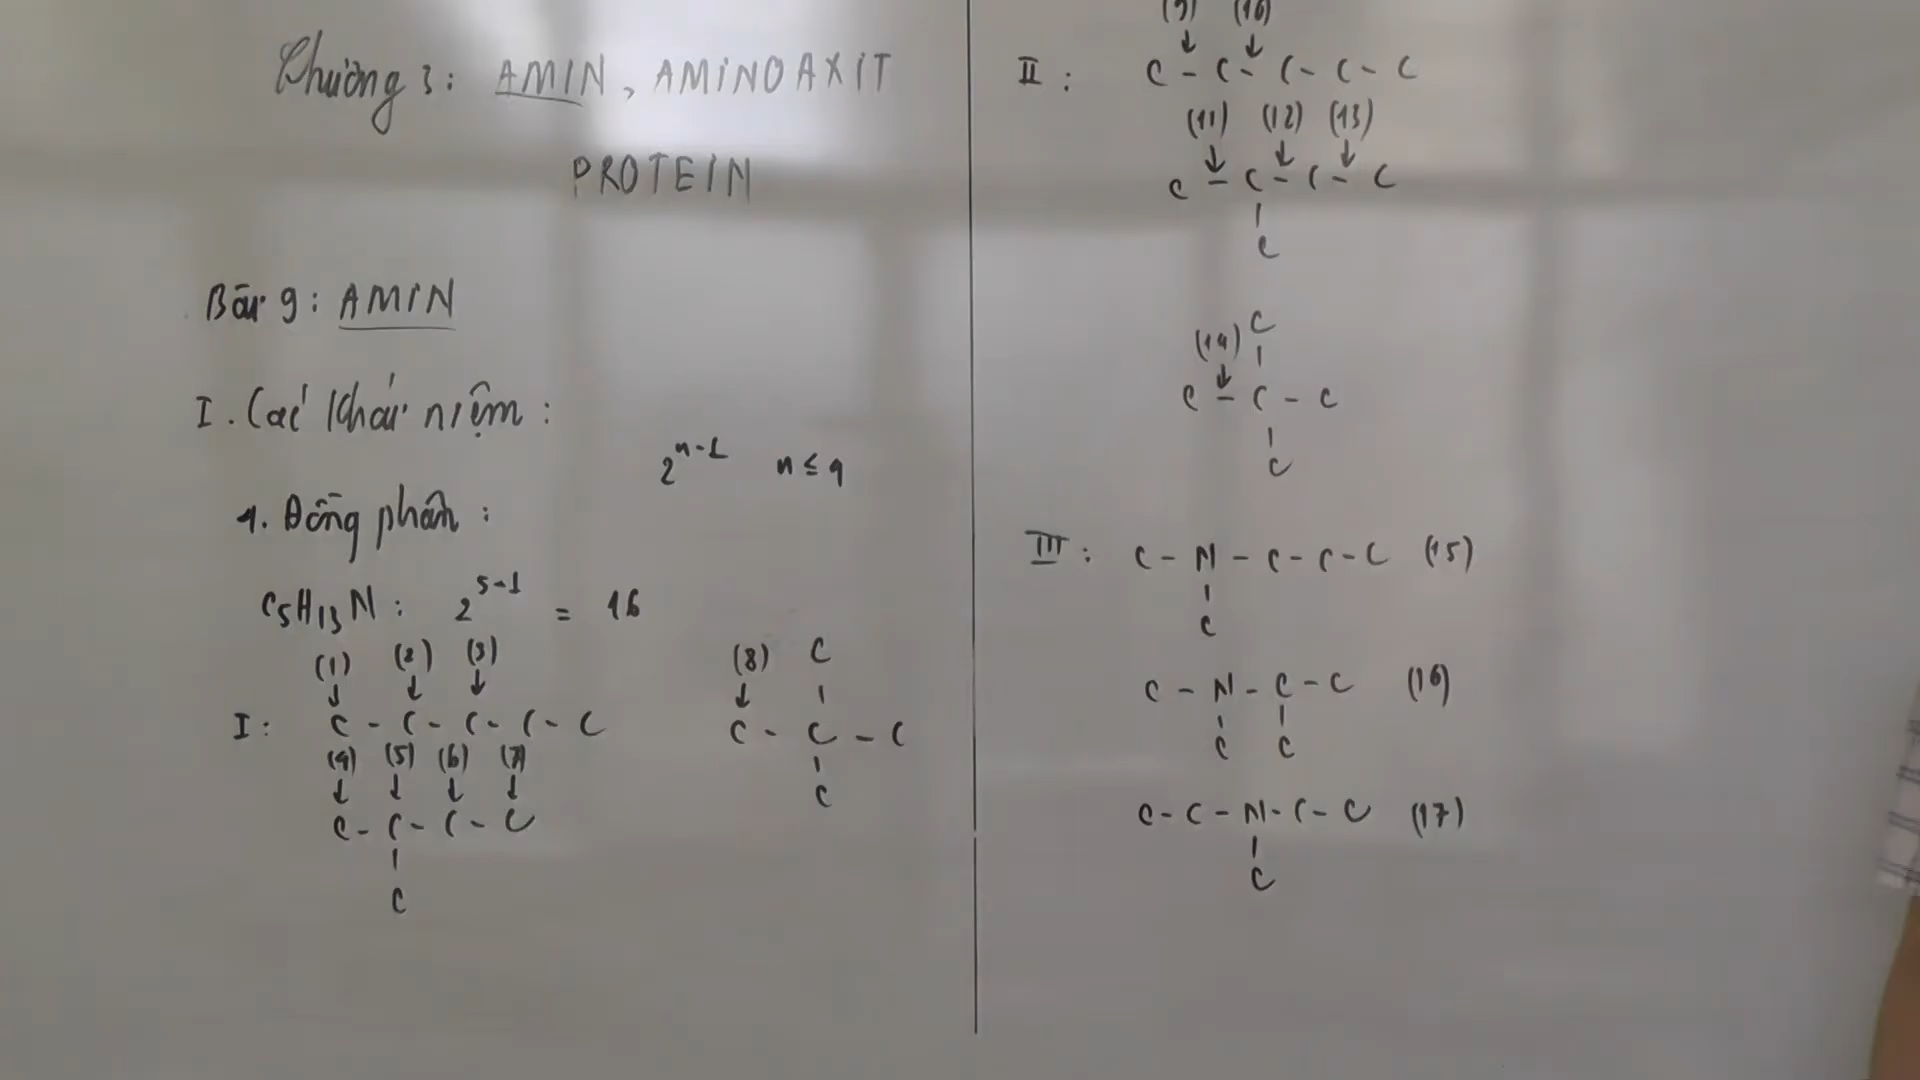 Chương 3: AMIN, AMINOAXIT
PROTEIN
Bài 9: AMIN
I. Các khái niệm:
2^{n-1} n ≤ 4
1. Đồng phân:
C5H13N: 2^{5-1} = 16
(1) (2) (3)
↓ ↓ ↓
I: C - C - C - C - C
(4) (5) (6) (7)
↓ ↓ ↓ ↓
C - C - C - C
|
C
(8) C
↓ |
C - C - C
|
C
(9) (10)
↓ ↓
II: C - C - C - C - C
(11) (12) (13)
↓ ↓ ↓
C - C - C - C
|
C
(14) C
↓ |
C - C - C
|
C
III: C - N - C - C - C (15)
|
C
C - N - C - C (16)
| |
C C
C - C - N - C - C (17)
|
C